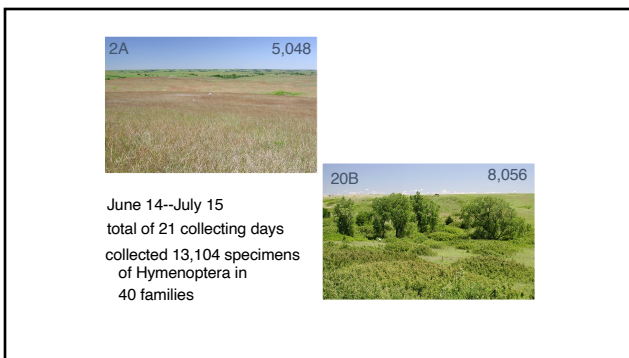 2A 5,048
20B 8,056
June 14--July 15
total of 21 collecting days
collected 13,104 specimens
of Hymenoptera in
40 families